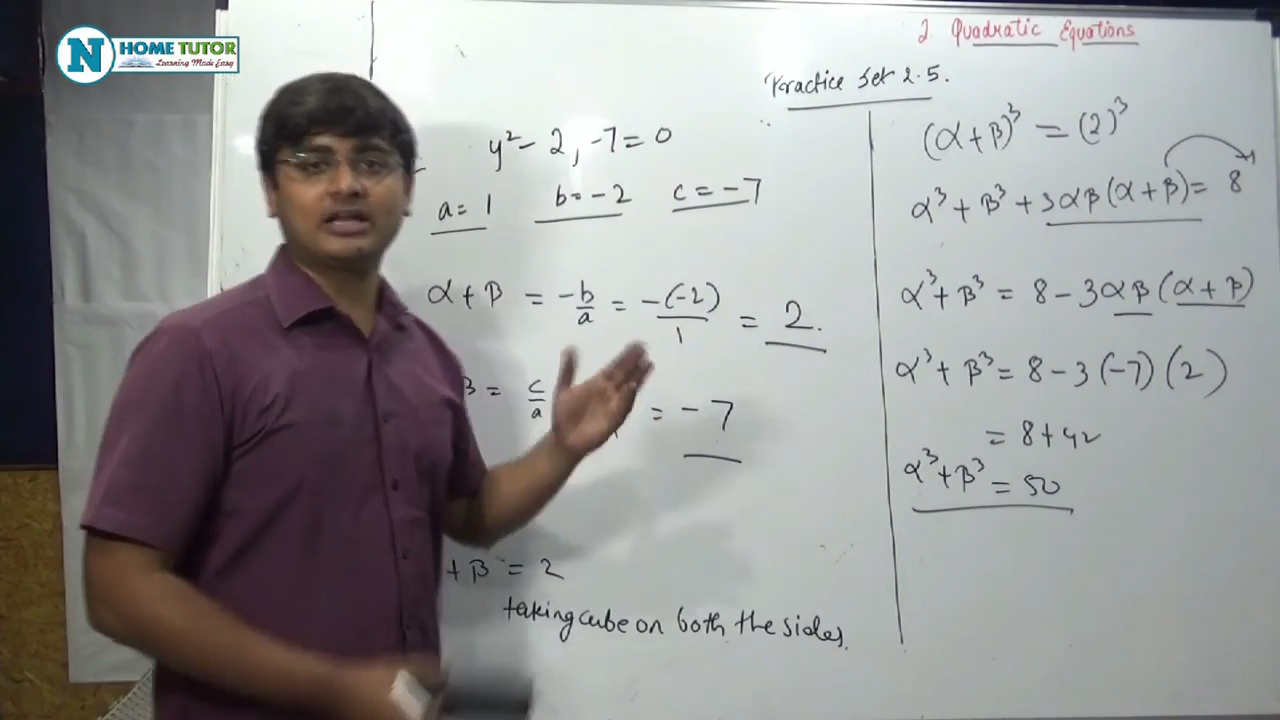 N HOME TUTOR
Learning Made Easy
2 Quadratic Equations
Practice Set 2.5.
y² - 2, -7 = 0
a = 1 b = -2 c = -7
α + β = -b/a = -(-2)/1 = 2.
β = c/a = -7
+ β = 2
taking cube on both the sides.
(α + β)³ = (2)³
α³ + β³ + 3αβ(α + β) = 8
α³ + β³ = 8 - 3αβ(α + β)
α³ + β³ = 8 - 3(-7)(2)
= 8 + 42
α³ + β³ = 50